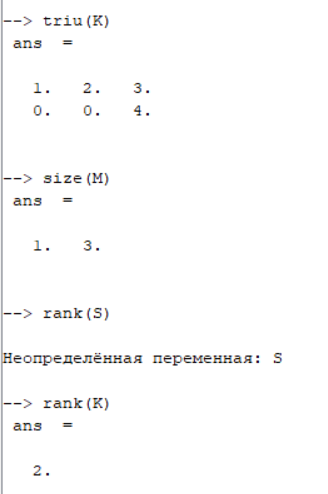 --> triu(K)
ans  =
1.   2.   3.
0.   0.   4.
--> size(M)
ans  =
1.   3.
--> rank(S)
Неопределённая переменная: S
--> rank(K)
ans  =
2.